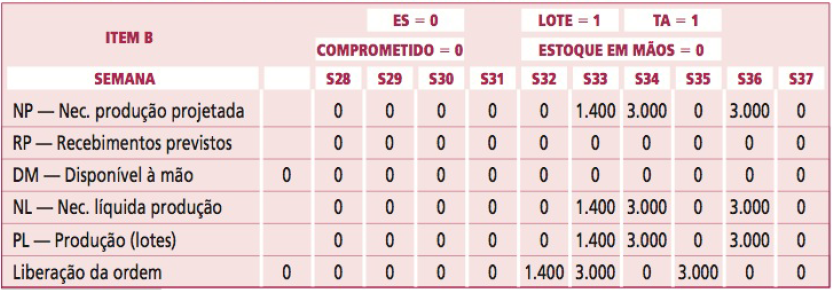 ITEM B
ES = 0 LOTE = 1 TA = 1
COMPROMETIDO = 0 ESTOQUE EM MÃOS = 0
SEMANA S28 S29 S30 S31 S32 S33 S34 S35 S36 S37
NP — Nec. produção projetada 0 0 0 0 0 1.400 3.000 0 3.000 0
RP — Recebimentos previstos 0 0 0 0 0 0 0 0 0 0
DM — Disponível à mão 0 0 0 0 0 0 0 0 0 0 0
NL — Nec. líquida produção 0 0 0 0 0 1.400 3.000 0 3.000 0
PL — Produção (lotes) 0 0 0 0 0 1.400 3.000 0 3.000 0
Liberação da ordem 0 0 0 0 0 1.400 3.000 0 3.000 0 0